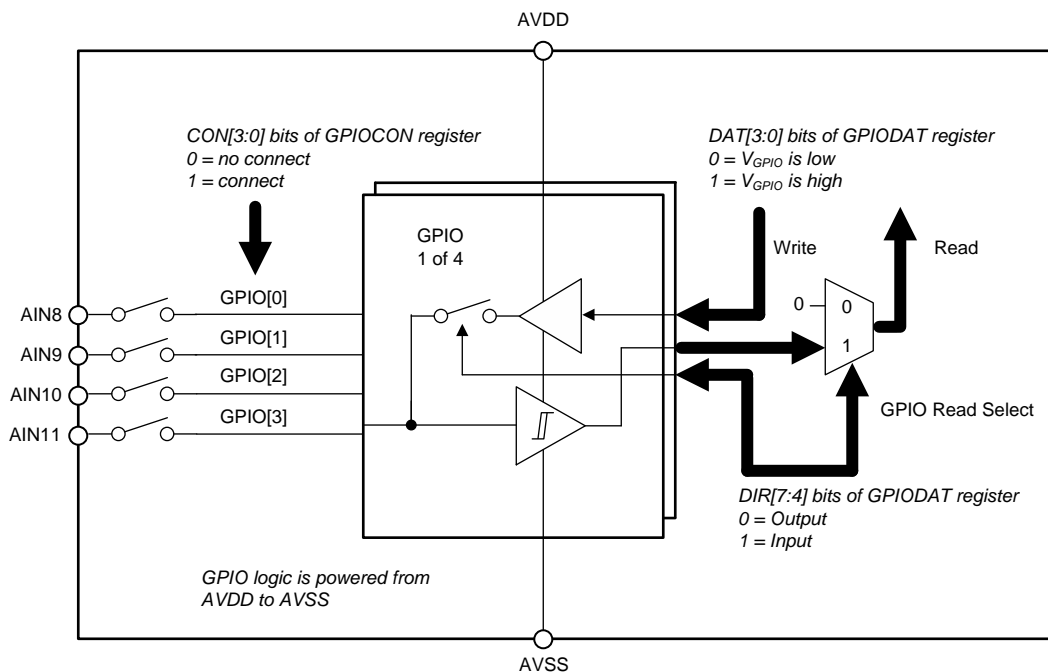 AVDD
CON[3:0] bits of GPIOCON register
0 = no connect
1 = connect
DAT[3:0] bits of GPIODAT register
0 = VGPIO is low
1 = VGPIO is high
GPIO
1 of 4
Write
Read
AIN8
GPIO[0]
0
0
AIN9
GPIO[1]
1
AIN10
GPIO[2]
GPIO Read Select
AIN11
GPIO[3]
DIR[7:4] bits of GPIODAT register
0 = Output
1 = Input
GPIO logic is powered from
AVDD to AVSS
AVSS